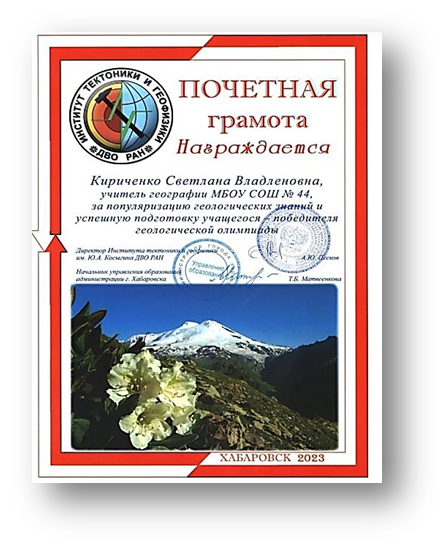 ИНСТИТУТ ТЕКТОНИКИ И ГЕОФИЗИКИ
*ДВО РАН*
ПОЧЕТНАЯ
грамота
Награждается
Кириченко Светлана Владленовна,
учитель географии МБОУ СОШ № 44,
за популяризацию геологических знаний и
успешную подготовку учащегося – победителя
геологической олимпиады
Директор Института тектоники и геофизики
им. Ю.А. Косыгина ДВО РАН
А.Ю. Песков
Управление
образования
Начальник управления образования
администрации г. Хабаровска
Т.Б. Матвеенкова
ХАБАРОВСК 2023